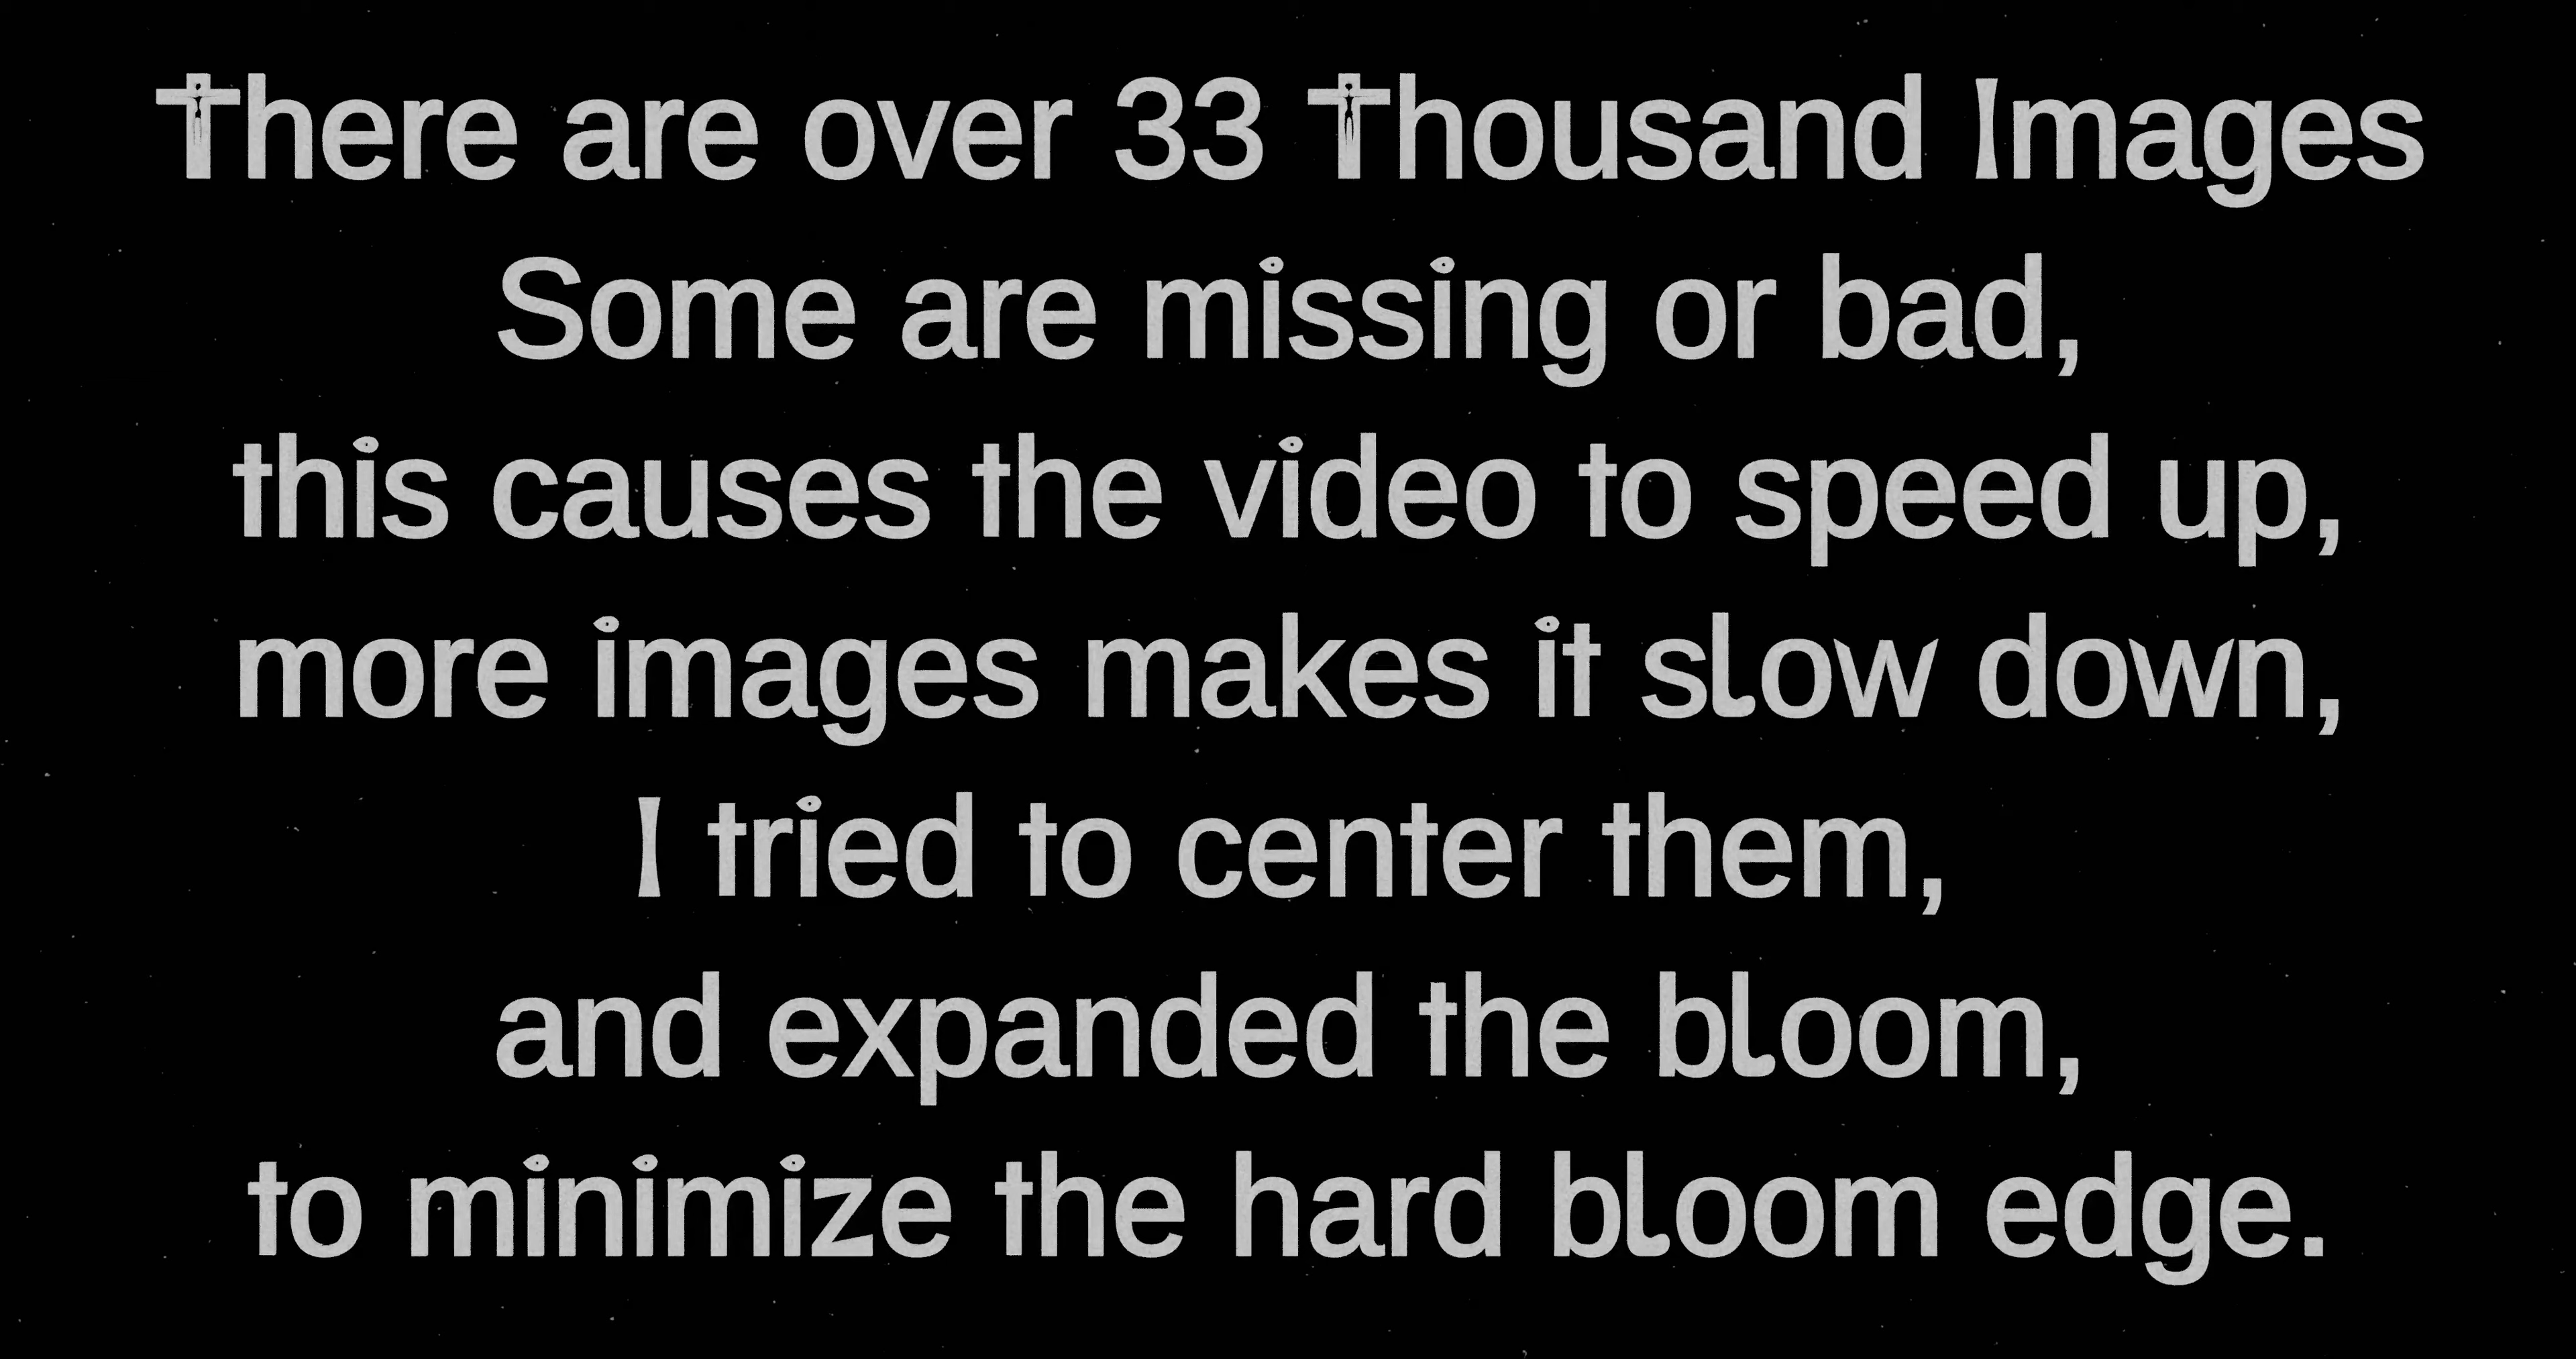 There are over 33 Thousand Images
Some are missing or bad,
this causes the video to speed up,
more images makes it slow down,
I tried to center them,
and expanded the bloom,
to minimize the hard bloom edge.